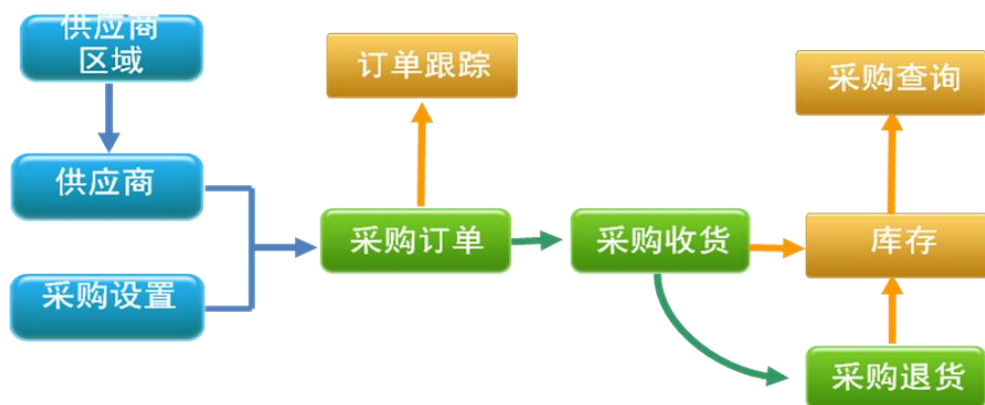 供应商
区域
订单跟踪
采购查询
供应商
采购订单
采购收货
库存
采购设置
采购退货